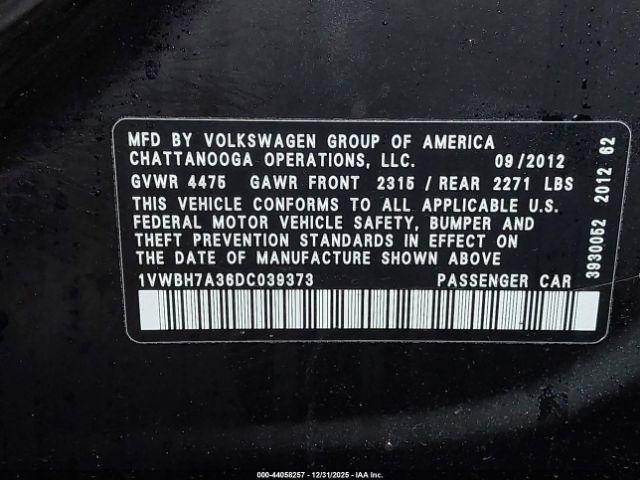 MFD BY VOLKSWAGEN GROUP OF AMERICA
CHATTANOOGA OPERATIONS, LLC. 09/2012
GVWR 4475 GAWR FRONT 2315 / REAR 2271 LBS
THIS VEHICLE CONFORMS TO ALL APPLICABLE U.S.
FEDERAL MOTOR VEHICLE SAFETY, BUMPER AND
THEFT PREVENTION STANDARDS IN EFFECT ON
THE DATE OF MANUFACTURE SHOWN ABOVE
1VWBH7A36DC039373 PASSENGER CAR
3930052 2012 62
000-44058257 - 12/31/2025 - IAA Inc.